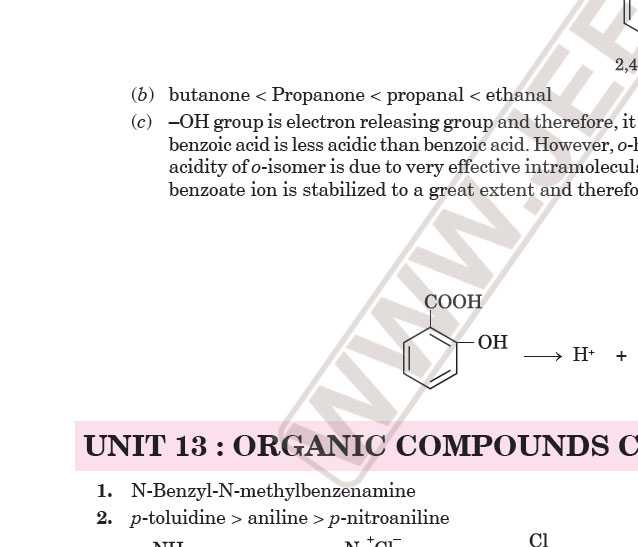 2,4
(b) butanone < Propanone < propanal < ethanal
(c) –OH group is electron releasing group and therefore, it
benzoic acid is less acidic than benzoic acid. However, o-
acidity of o-isomer is due to very effective intramolecul
benzoate ion is stabilized to a great extent and therefo
COOH
OH
⟶ H⁺ +
UNIT 13 : ORGANIC COMPOUNDS C
1. N-Benzyl-N-methylbenzenamine
2. p-toluidine > aniline > p-nitroaniline
Cl
NH N₂⁺Cl⁻
WWW.JEE